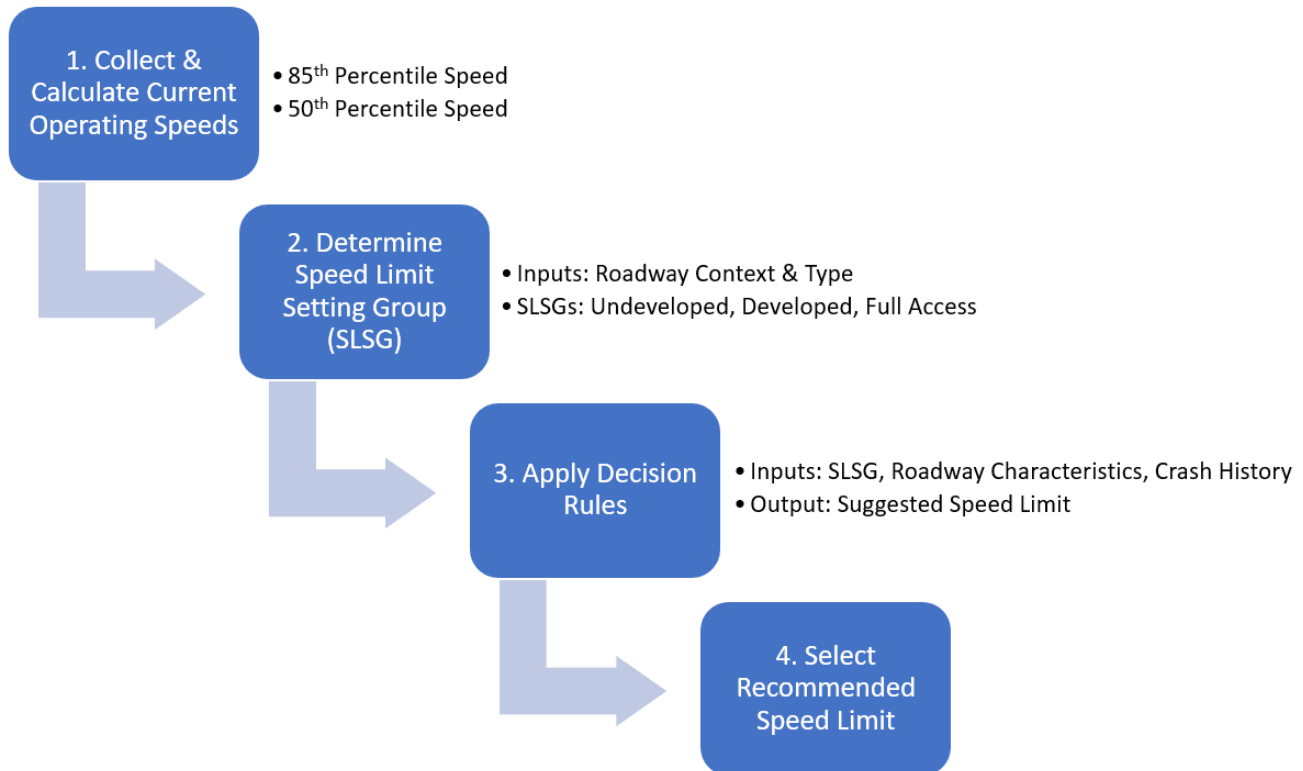 1. Collect &
Calculate Current
Operating Speeds
• 85th Percentile Speed
• 50th Percentile Speed
2. Determine
Speed Limit
Setting Group
(SLSG)
• Inputs: Roadway Context & Type
• SLSGs: Undeveloped, Developed, Full Access
3. Apply Decision
Rules
• Inputs: SLSG, Roadway Characteristics, Crash History
• Output: Suggested Speed Limit
4. Select
Recommended
Speed Limit